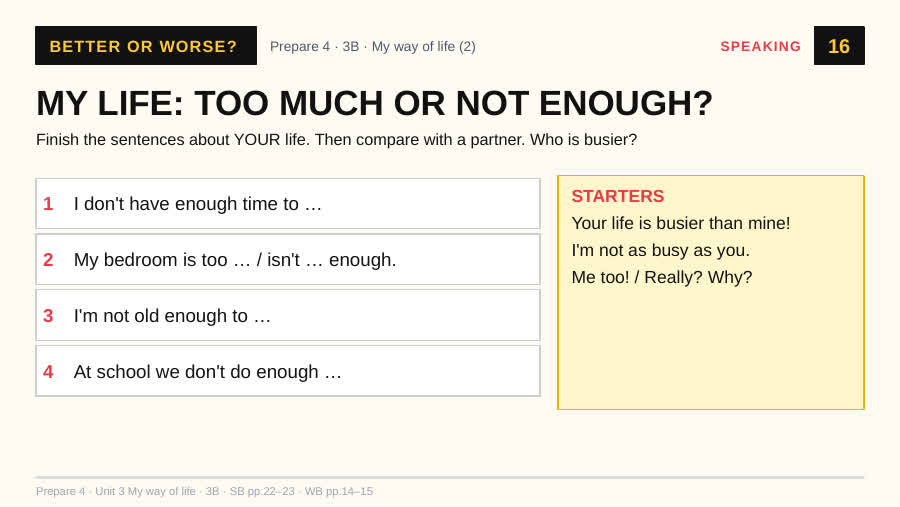 BETTER OR WORSE?
Prepare 4 · 3B · My way of life (2)
SPEAKING
16
MY LIFE: TOO MUCH OR NOT ENOUGH?
Finish the sentences about YOUR life. Then compare with a partner. Who is busier?
1 I don't have enough time to …
2 My bedroom is too … / isn't … enough.
3 I'm not old enough to …
4 At school we don't do enough …
STARTERS
Your life is busier than mine!
I'm not as busy as you.
Me too! / Really? Why?
Prepare 4 · Unit 3 My way of life · 3B · SB pp.22–23 · WB pp.14–15